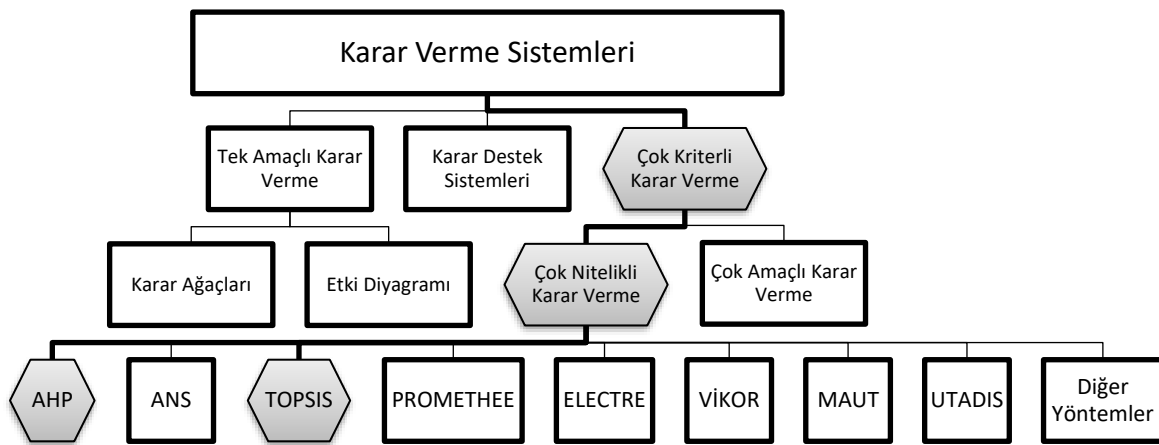 Karar Verme Sistemleri
Tek Amaçlı Karar
Verme
Karar Destek
Sistemleri
Çok Kriterli
Karar Verme
Karar Ağaçları
Etki Diyagramı
Çok Nitelikli
Karar Verme
Çok Amaçlı Karar
Verme
AHP
ANS
TOPSIS
PROMETHEE
ELECTRE
VİKOR
MAUT
UTADIS
Diğer
Yöntemler